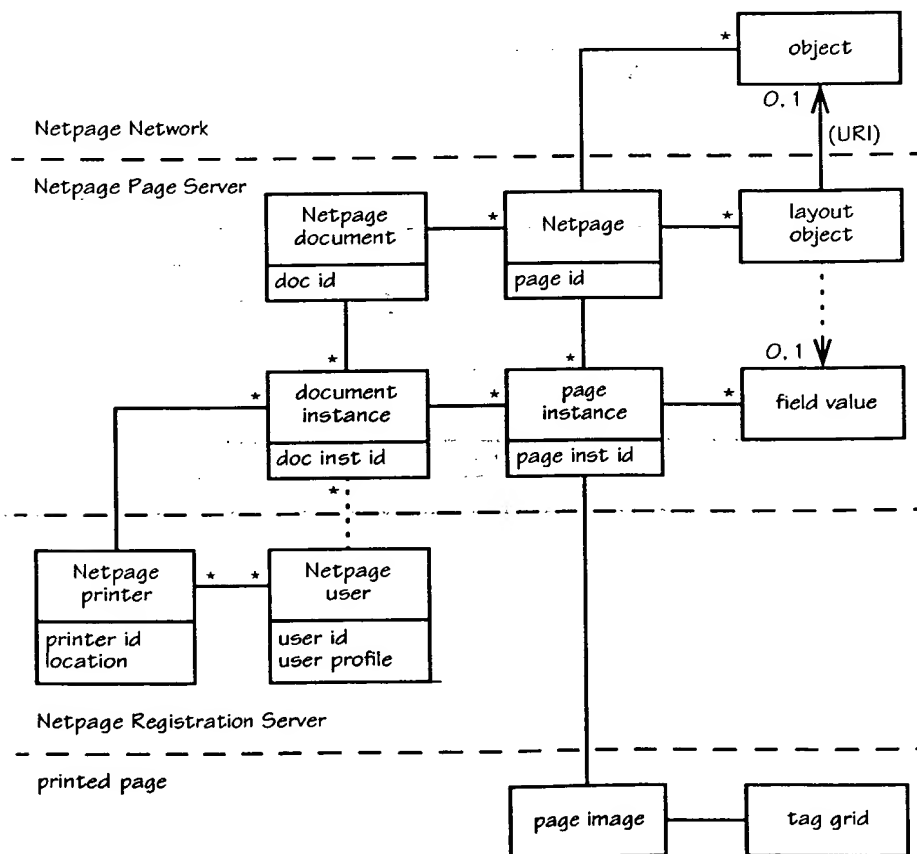 *
object
0.1
(URI)
Netpage Network
Netpage Page Server
Netpage
document
doc id
*
Netpage
page id
*
layout
object
*
*
0.1
*
document
instance
doc inst id
*
page
instance
page inst id
*
field value
*
Netpage
printer
printer id
location
* *
Netpage
user
user id
user profile
Netpage Registration Server
printed page
page image
tag grid